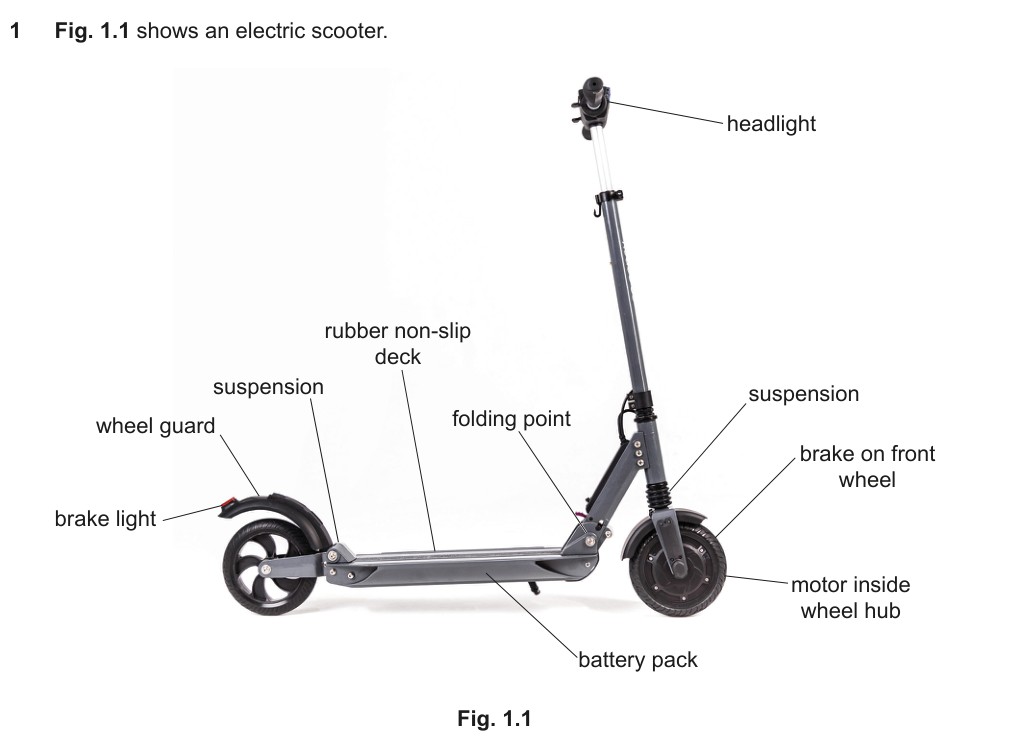 1 Fig. 1.1 shows an electric scooter.
headlight
rubber non-slip
deck
suspension
suspension
folding point
wheel guard
brake on front
wheel
brake light
motor inside
wheel hub
battery pack
Fig. 1.1